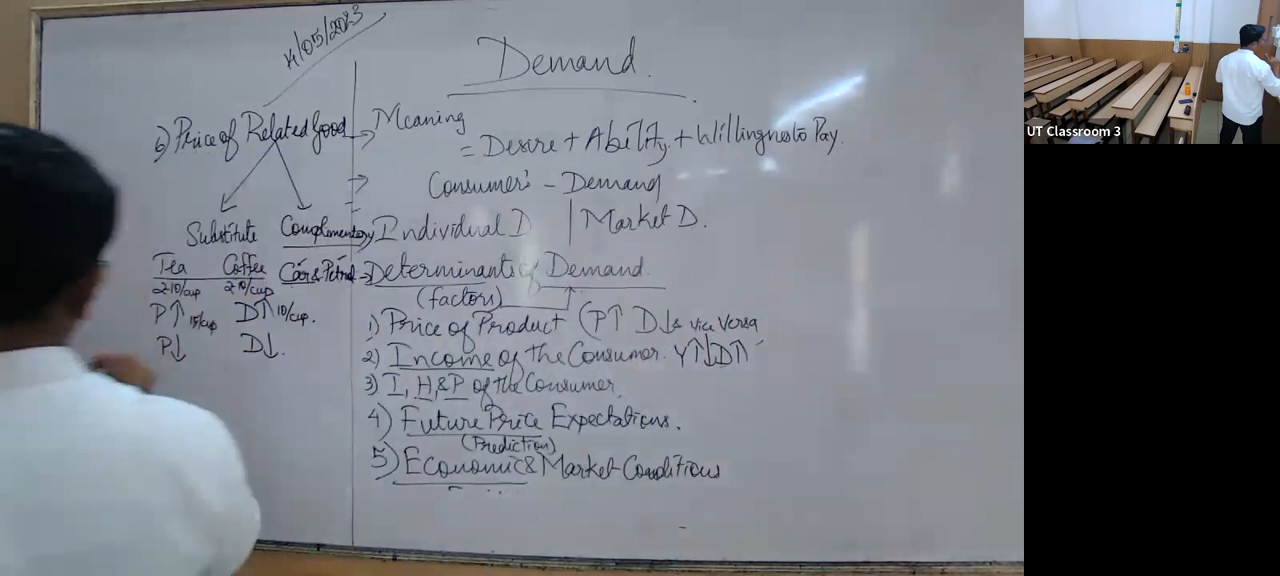 14/05/2023
Demand.
→ Meaning
= Desire + Ability + Willingness to Pay.
→ Consumer's - Demand
→ Individual D | Market D.
→ Determinants of Demand.
(factors)
1) Price of Product (P↑ D↓ & vice versa
2) Income of the Consumer. Y↑↓D↑
3) I, H, & P of the Consumer.
4) Future Price Expectations.
(Prediction)
5) Economic & Market Conditions
6) Price of Related Good
Substitute Complementary
Tea Coffee Car & Petrol
210/cup 210/cup
P↑ 15/cup D↑ 10/cup.
P↓ D↓.
UT Classroom 3